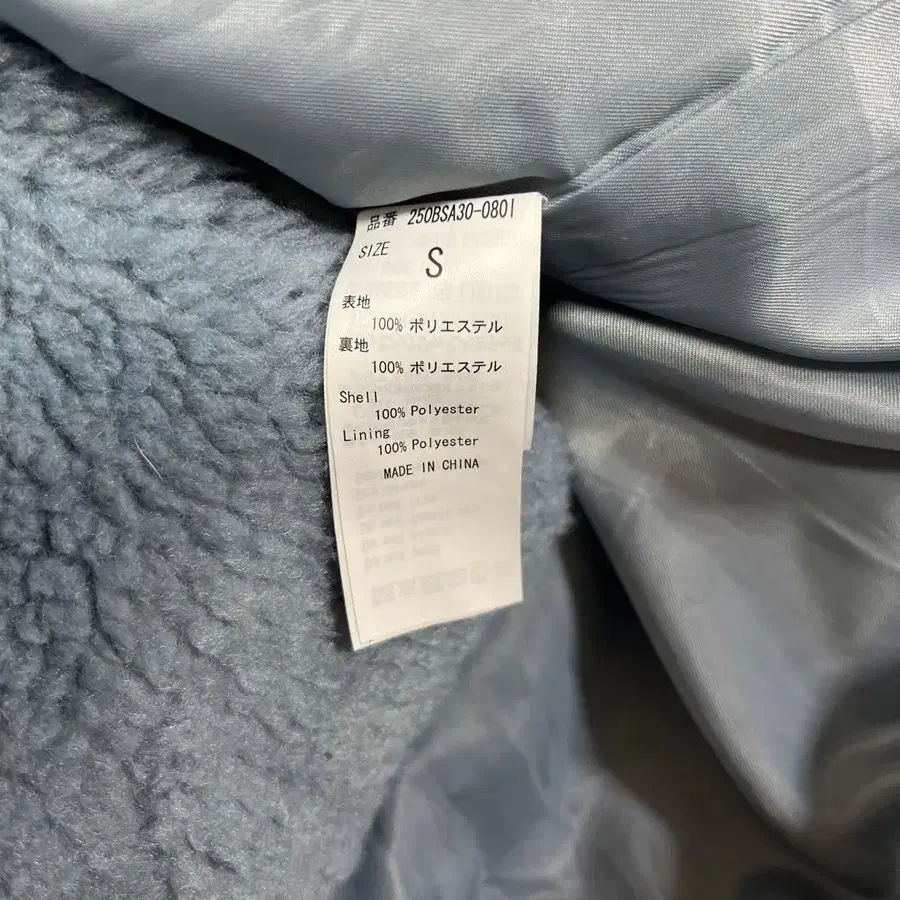 品番 250BSA30-0801
SIZE S
表地
100% ポリエステル
裏地
100% ポリエステル
Shell
100% Polyester
Lining
100% Polyester
MADE IN CHINA